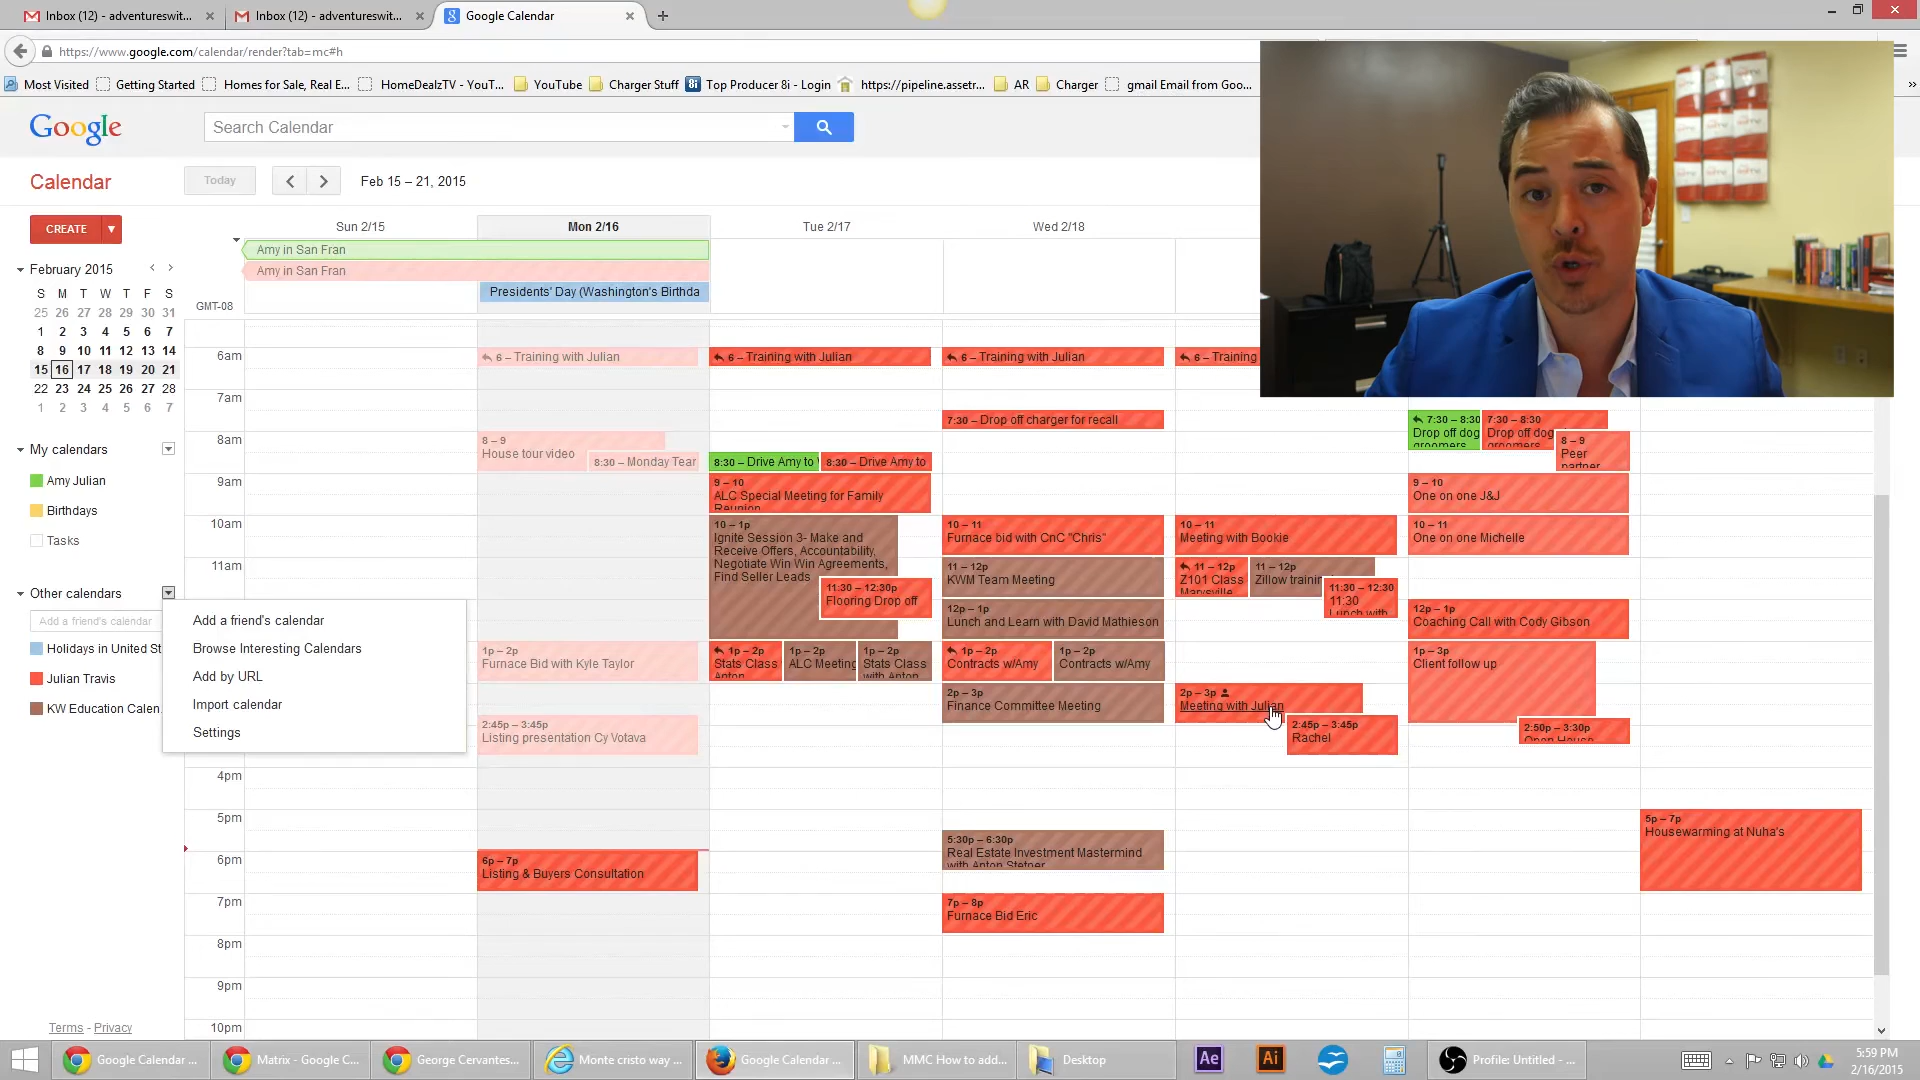 Inbox (12) - adventureswit...
Inbox (12) - adventureswit...
Google Calendar
https://www.google.com/calendar/render?tab=mc#h
Most Visited
Getting Started
Homes for Sale, Real E...
HomeDealzTV - YouT...
YouTube
Charger Stuff
Top Producer 8i - Login
https://pipeline.assetr...
AR
Charger
gmail Email from Goo...
Google
Search Calendar
Calendar
Today
Feb 15 – 21, 2015
CREATE
Sun 2/15
Mon 2/16
Tue 2/17
Wed 2/18
Amy in San Fran
Amy in San Fran
Presidents' Day (Washington's Birthda
GMT-08
February 2015
S M T W T F S
25 26 27 28 29 30 31
1 2 3 4 5 6 7
8 9 10 11 12 13 14
15 16 17 18 19 20 21
22 23 24 25 26 27 28
1 2 3 4 5 6 7
My calendars
Amy Julian
Birthdays
Tasks
Other calendars
Add a friend's calendar
Holidays in United St
Julian Travis
KW Education Calen
Add a friend's calendar
Browse Interesting Calendars
Add by URL
Import calendar
Settings
Terms - Privacy
6am
7am
8am
9am
10am
11am
4pm
5pm
6pm
7pm
8pm
9pm
10pm
6 – Training with Julian
8 – 9
House tour video
8:30 – Monday Tear
1p – 2p
Furnace Bid with Kyle Taylor
2:45p – 3:45p
Listing presentation Cy Votava
6p – 7p
Listing & Buyers Consultation
6 – Training with Julian
8:30 – Drive Amy to
8:30 – Drive Amy to
9 – 10
ALC Special Meeting for Family
Reunion
10 – 1p
Ignite Session 3- Make and
Receive Offers, Accountability,
Negotiate Win Win Agreements,
Find Seller Leads
11:30 – 12:30p
Flooring Drop off
1p – 2p
Stats Class
Anton
1p – 2p
ALC Meeting
1p – 2p
Stats Class
with Anton
6 – Training with Julian
7:30 – Drop off charger for recall
10 – 11
Furnace bid with CnC "Chris"
11 – 12p
KWM Team Meeting
12p – 1p
Lunch and Learn with David Mathieson
1p – 2p
Contracts w/Amy
1p – 2p
Contracts w/Amy
2p – 3p
Finance Committee Meeting
5:30p – 6:30p
Real Estate Investment Mastermind
with Anton Stetner
7p – 8p
Furnace Bid Eric
6 – Training
10 – 11
Meeting with Bookie
11 – 12p
Z101 Class
Marysville
11 – 12p
Zillow trainin
11:30 – 12:30
11:30
Lunch with
2p – 3p
Meeting with Julian
2:45p – 3:45p
Rachel
7:30 – 8:30
Drop off dog
groomers
7:30 – 8:30
Drop off dog
groomers
8 – 9
Peer
partner
9 – 10
One on one J&J
10 – 11
One on one Michelle
12p – 1p
Coaching Call with Cody Gibson
1p – 3p
Client follow up
2:50p – 3:30p
Open House
5p – 7p
Housewarming at Nuha's
Google Calendar ...
Matrix - Google C...
George Cervantes...
Monte cristo way ...
Google Calendar ...
MMC How to add...
Desktop
Ae
Ai
Profile: Untitled - ...
5:59 PM
2/16/2015